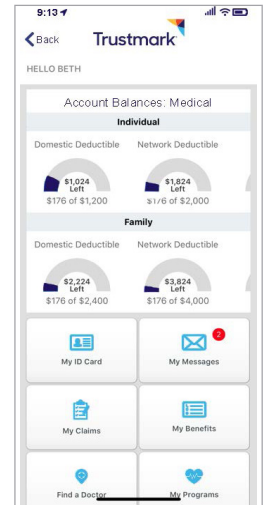 9:13
Back
Trustmark
HELLO BETH
Account Balances: Medical
Individual
Domestic Deductible Network Deductible
$1,024 Left $1,824 Left
$176 of $1,200 $176 of $2,000
Family
Domestic Deductible Network Deductible
$2,224 Left $3,824 Left
$176 of $2,400 $176 of $4,000
2
My ID Card My Messages
My Claims My Benefits
Find a Doctor My Programs